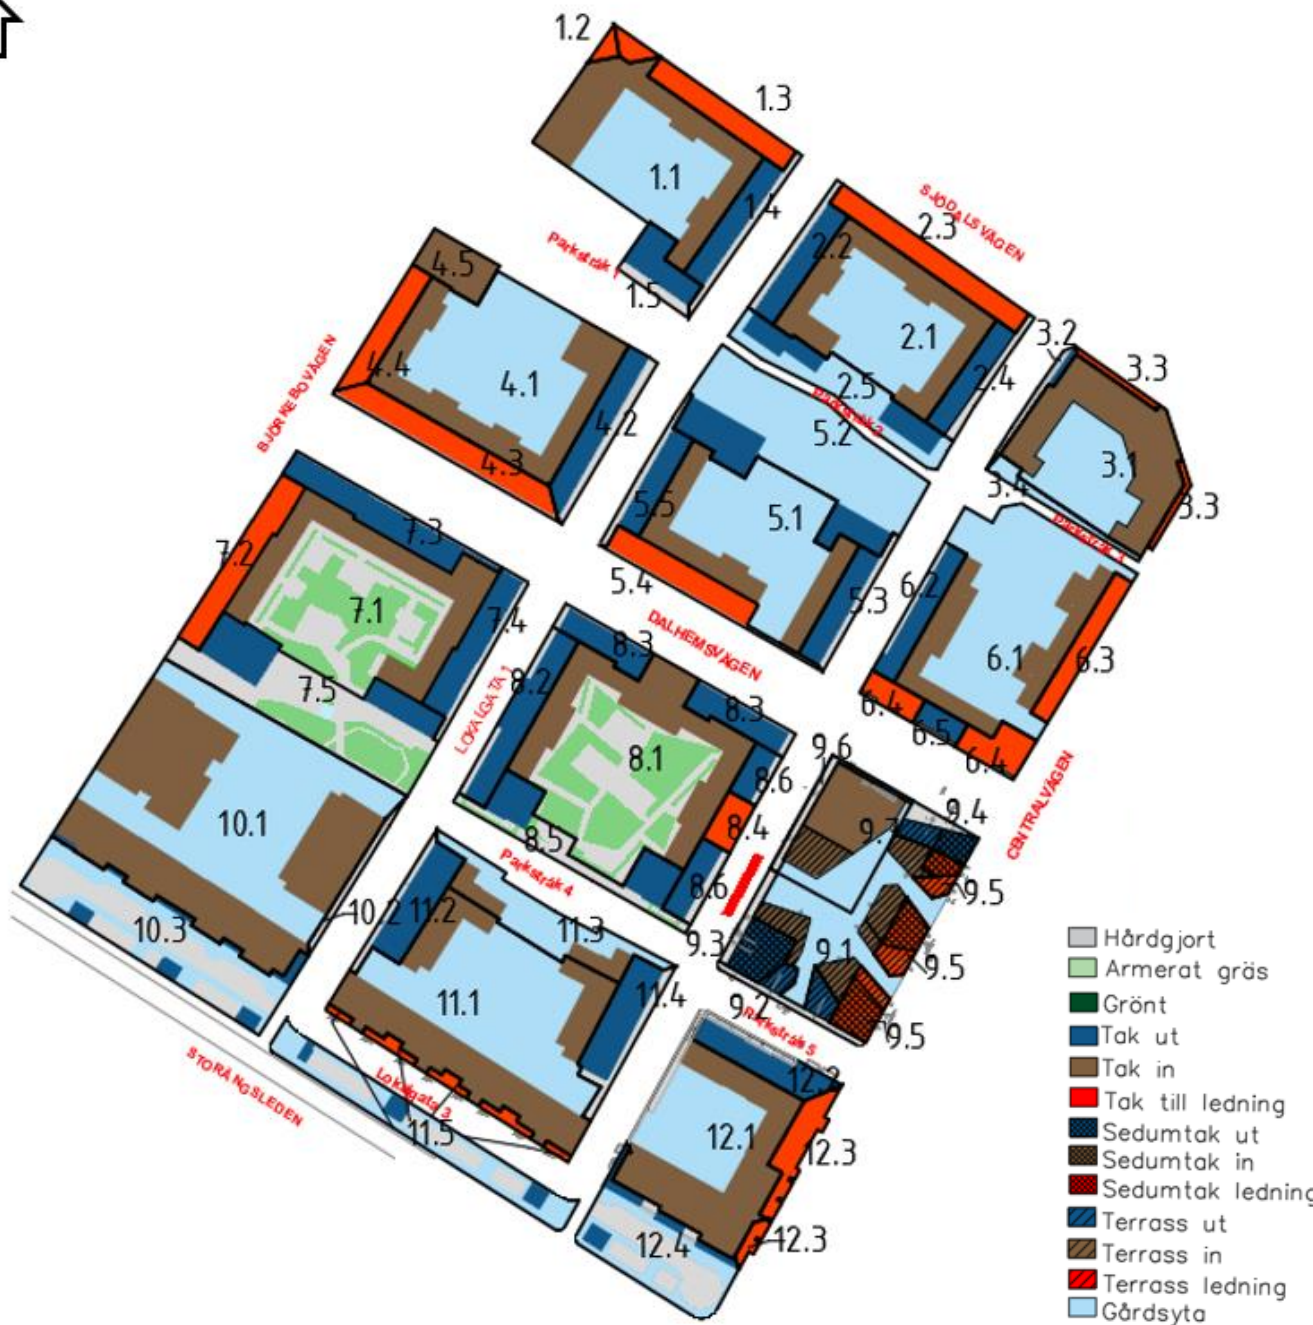 1.2
1.3
1.1
1.4
Parkstråk 1
1.5
SJÖDALSVÄGEN
2.3
2.2
2.1
2.4
2.5
3.2
3.3
3.1
3.4
3.3
4.5
4.4
4.1
4.2
4.3
BJÖRKEBOVÄGEN
5.2
5.5
5.1
5.4
5.3
DALHEMSVÄGEN
6.2
6.1
6.3
6.4
6.5
6.4
CENTRALVÄGEN
7.2
7.3
7.1
7.4
7.5
LOKALGATA 1
8.3
8.2
8.3
8.1
8.6
8.4
8.5
8.6
Parkstråk 4
9.6
9.4
9.5
9.1
9.3
9.5
9.2
9.5
Parkstråk 5
10.1
10.2
10.3
11.2
11.3
11.1
11.4
Lokalgata 3
11.5
STORÄNGSLEDEN
12.1
12.3
12.3
12.4
Hårdgjort
Armerat gräs
Grönt
Tak ut
Tak in
Tak till ledning
Sedumtak ut
Sedumtak in
Sedumtak ledning
Terrass ut
Terrass in
Terrass ledning
Gårdsyta